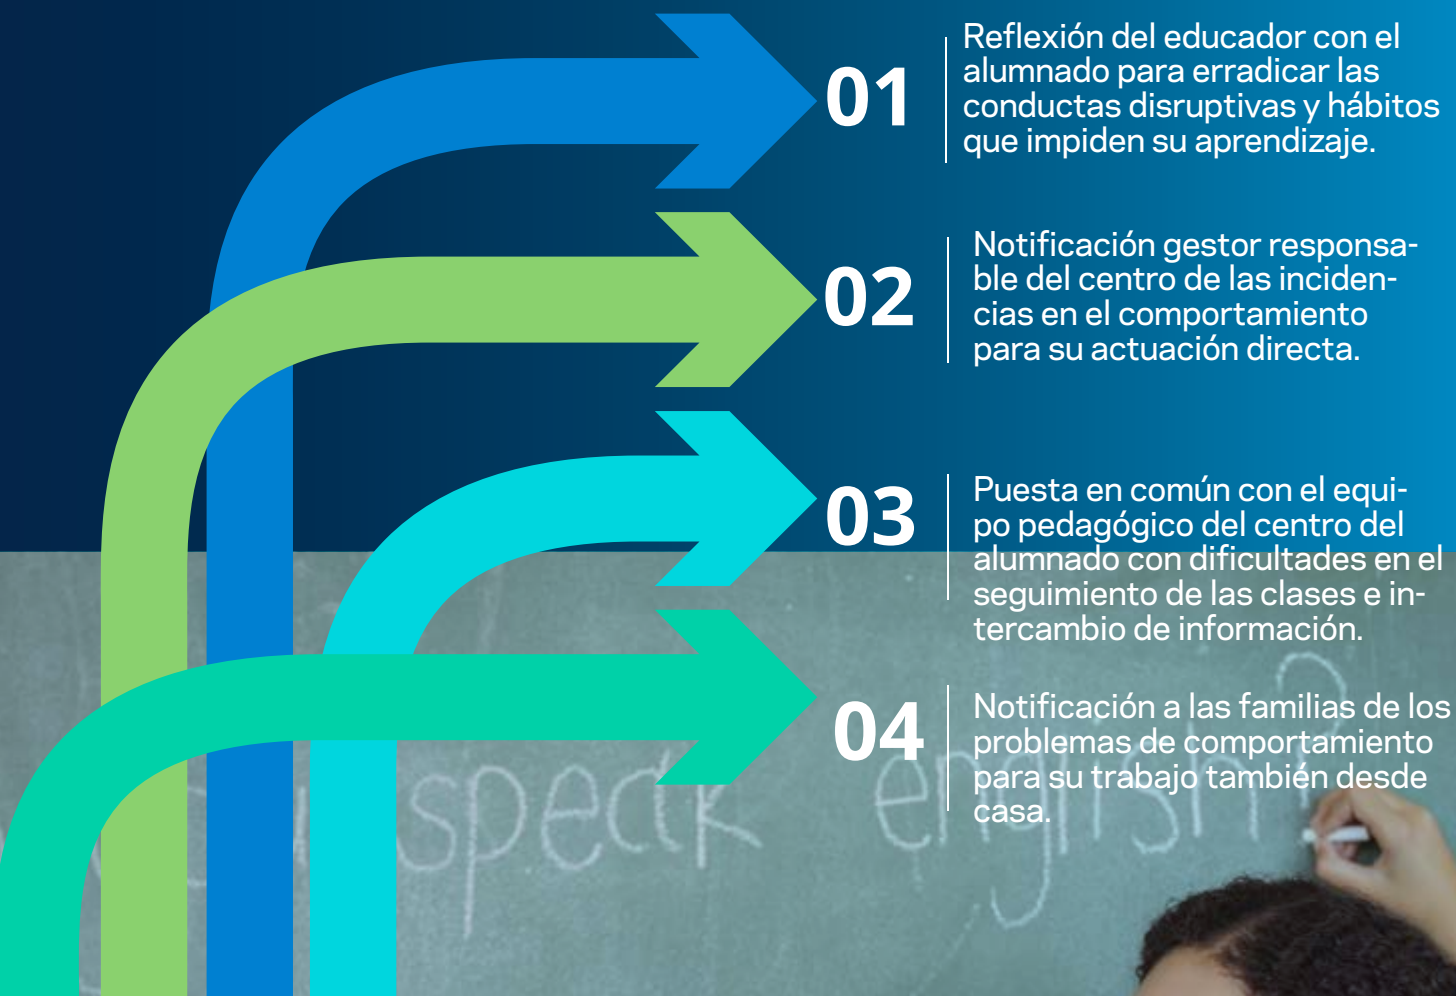 01
Reflexión del educador con el
alumnado para erradicar las
conductas disruptivas y hábitos
que impiden su aprendizaje.
02
Notificación gestor responsa-
ble del centro de las inciden-
cias en el comportamiento
para su actuación directa.
03
Puesta en común con el equi-
po pedagógico del centro del
alumnado con dificultades en el
seguimiento de las clases e in-
tercambio de información.
04
Notificación a las familias de los
problemas de comportamiento
para su trabajo también desde
casa.
speak english?